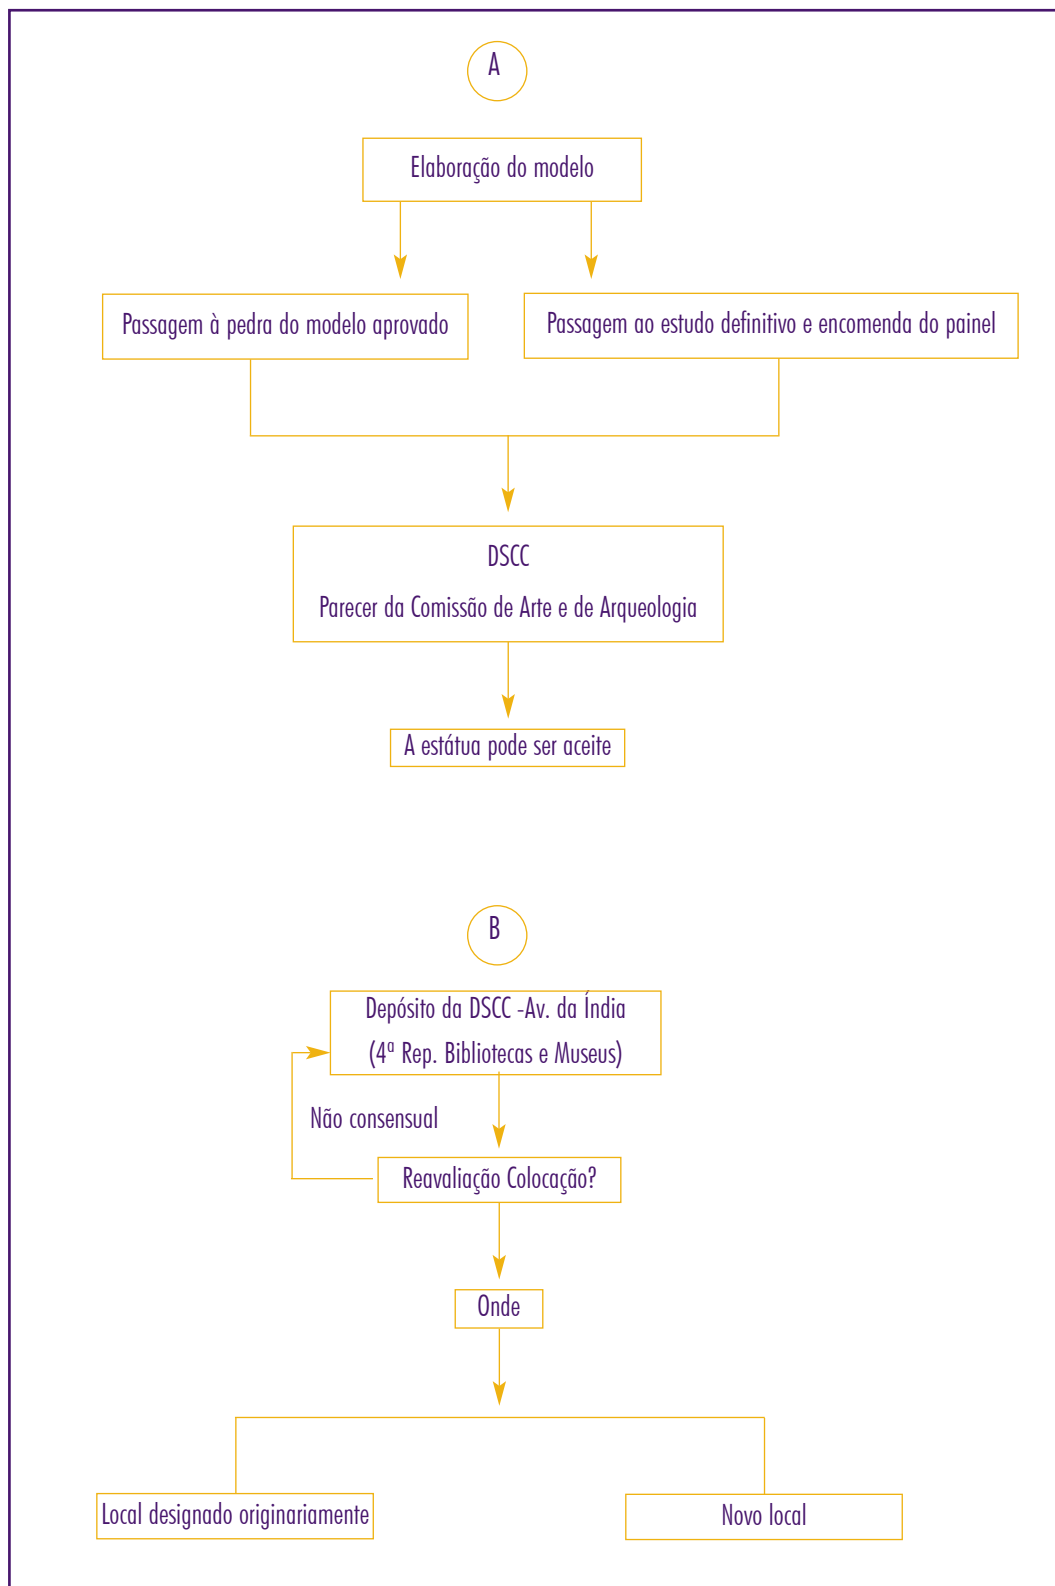 A
Elaboração do modelo
Passagem à pedra do modelo aprovado
Passagem ao estudo definitivo e encomenda do painel
DSCC
Parecer da Comissão de Arte e de Arqueologia
A estátua pode ser aceite
B
Depósito da DSCC -Av. da Índia
(4ª Rep. Bibliotecas e Museus)
Não consensual
Reavaliação Colocação?
Onde
Local designado originariamente
Novo local